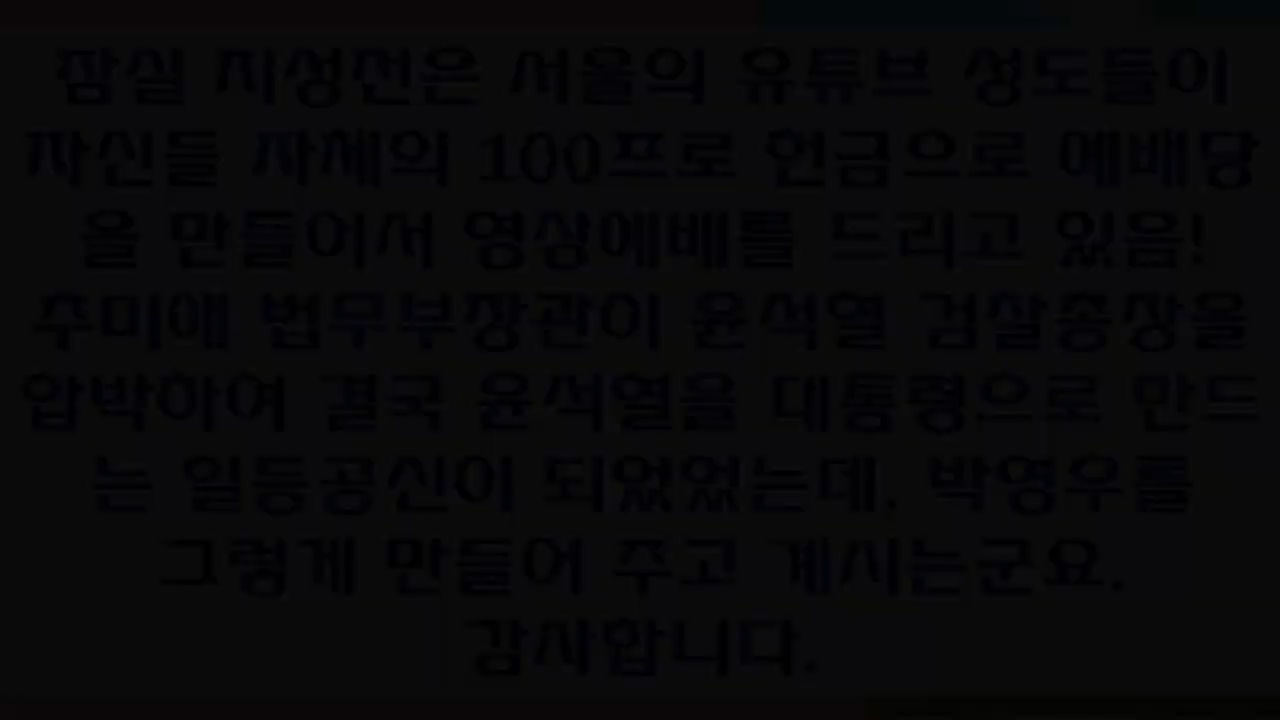 잠실 지성전은 서울의 유튜브 성도들이
자신들 자체의 100프로 헌금으로 예배당
을 만들어서 영상예배를 드리고 있음!
추미애 법무부장관이 윤석열 검찰총장을
압박하여 결국 윤석열을 대통령으로 만드
는 일등공신이 되었었는데. 박영우를
그렇게 만들어 주고 계시는군요.
감사합니다.